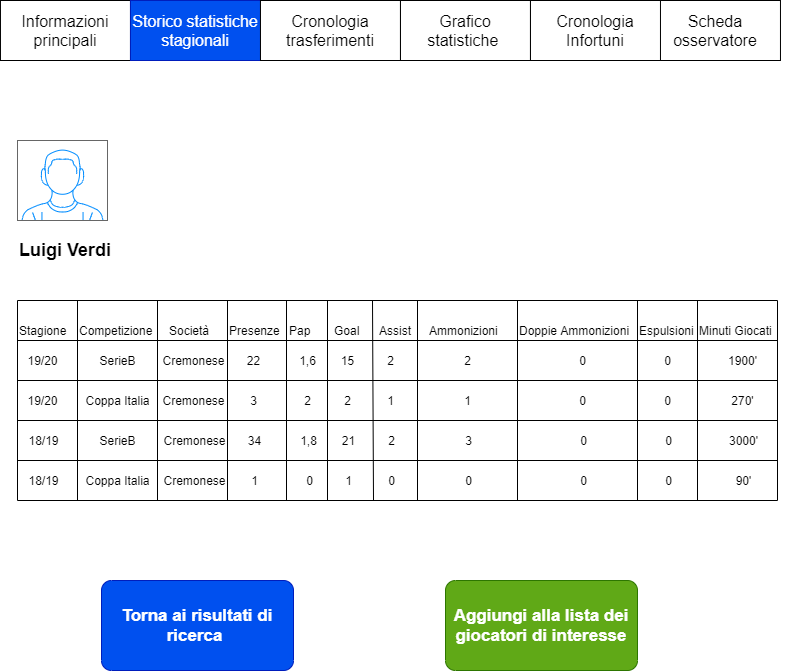 Informazioni principali
Storico statistiche stagionali
Cronologia trasferimenti
Grafico statistiche
Cronologia Infortuni
Scheda osservatore
Luigi Verdi
Stagione Competizione Società Presenze Pap Goal Assist Ammonizioni Doppie Ammonizioni Espulsioni Minuti Giocati
19/20 SerieB Cremonese 22 1,6 15 2 2 0 0 1900'
19/20 Coppa Italia Cremonese 3 2 2 1 1 0 0 270'
18/19 SerieB Cremonese 34 1,8 21 2 3 0 0 3000'
18/19 Coppa Italia Cremonese 1 0 1 0 0 0 0 90'
Torna ai risultati di
ricerca
Aggiungi alla lista dei
giocatori di interesse